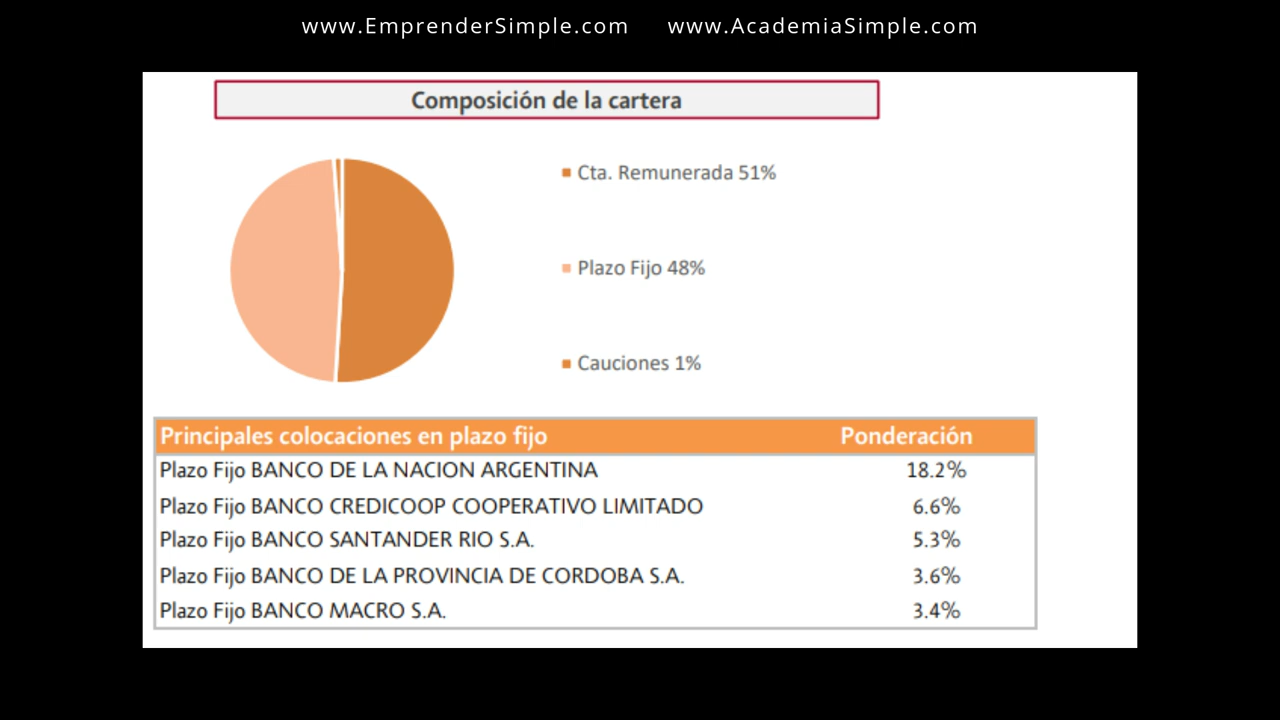 www.EmprenderSimple.com www.AcademiaSimple.com
Composición de la cartera
Cta. Remunerada 51%
Plazo Fijo 48%
Cauciones 1%
Principales colocaciones en plazo fijo Ponderación
Plazo Fijo BANCO DE LA NACION ARGENTINA 18.2%
Plazo Fijo BANCO CREDICOOP COOPERATIVO LIMITADO 6.6%
Plazo Fijo BANCO SANTANDER RIO S.A. 5.3%
Plazo Fijo BANCO DE LA PROVINCIA DE CORDOBA S.A. 3.6%
Plazo Fijo BANCO MACRO S.A. 3.4%